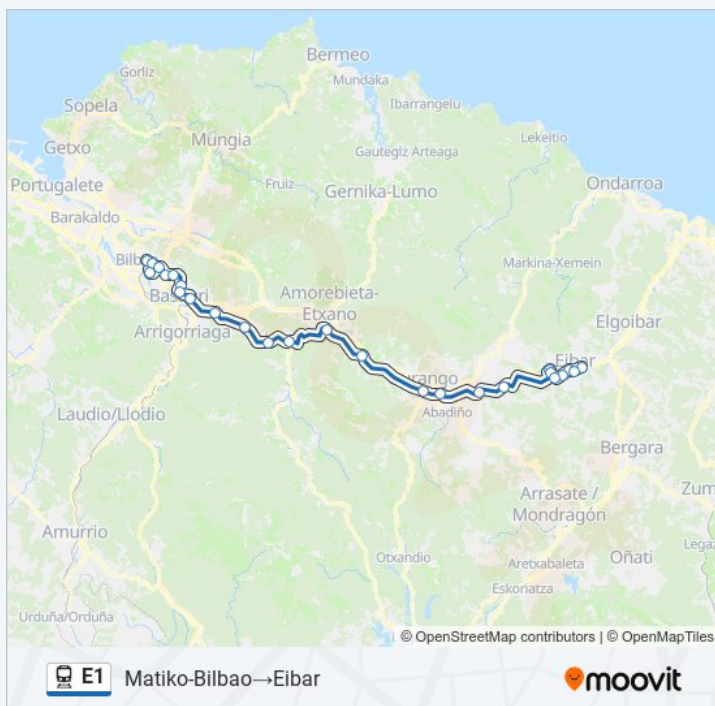 Bermeo
Gorliz
Mundaka
Ibarrangelu
Sopela
Mungia
Lekeitio
Getxo
Gautegiz Arteaga
Fruiz
Portugalete
Gernika-Lumo
Ondarroa
Barakaldo
Markina-Xemein
Bilb
Basauri
Amorebieta-
Etxano
Elgoibar
Arrigorriaga
Eibar
urango
Abadiño
Laudio/Llodio
Bergara
Arrasate /
Mondragón
Zum
Amurrio
Otxandio
Aretxabaleta
Oñati
Legaz
Eskoriatza
Urduña/Orduña
© OpenStreetMap contributors | © OpenMapTiles
E1 Matiko-Bilbao→Eibar
moovit